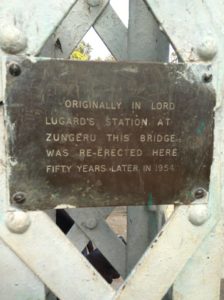 ORIGINALLY IN LORD
LUGARD'S STATION AT
ZUNGERU THIS BRIDGE
WAS RE-ERECTED HERE
FIFTY YEARS LATER IN 1954